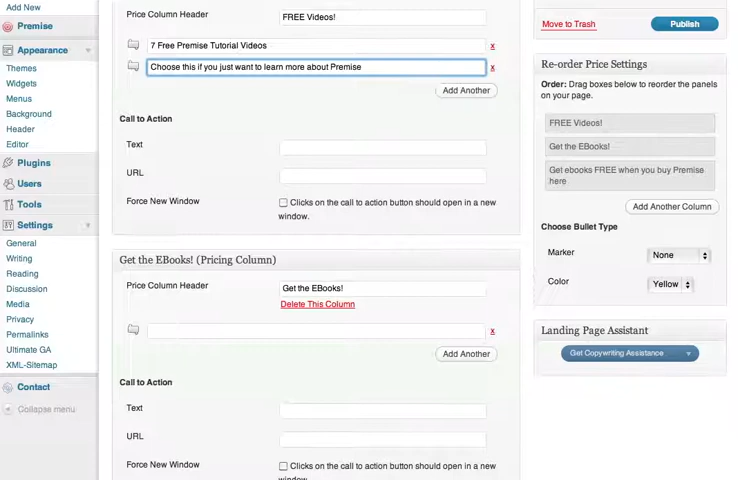 Add New
Premise
Appearance
Themes
Widgets
Menus
Background
Header
Editor
Plugins
Users
Tools
Settings
General
Writing
Reading
Discussion
Media
Privacy
Permalinks
Ultimate GA
XML-Sitemap
Contact
Collapse menu
Price Column Header
FREE Videos!
7 Free Premise Tutorial Videos
x
Choose this if you just want to learn more about Premise
x
Add Another
Call to Action
Text
URL
Force New Window
Clicks on the call to action button should open in a new
window.
Get the EBooks! (Pricing Column)
Price Column Header
Get the EBooks!
Delete This Column
x
Add Another
Call to Action
Text
URL
Force New Window
Clicks on the call to action button should open in a new
Move to Trash
Publish
Re-order Price Settings
Order: Drag boxes below to reorder the panels
on your page.
FREE Videos!
Get the EBooks!
Get ebooks FREE when you buy Premise
here
Add Another Column
Choose Bullet Type
Marker
None
Color
Yellow
Landing Page Assistant
Get Copywriting Assistance